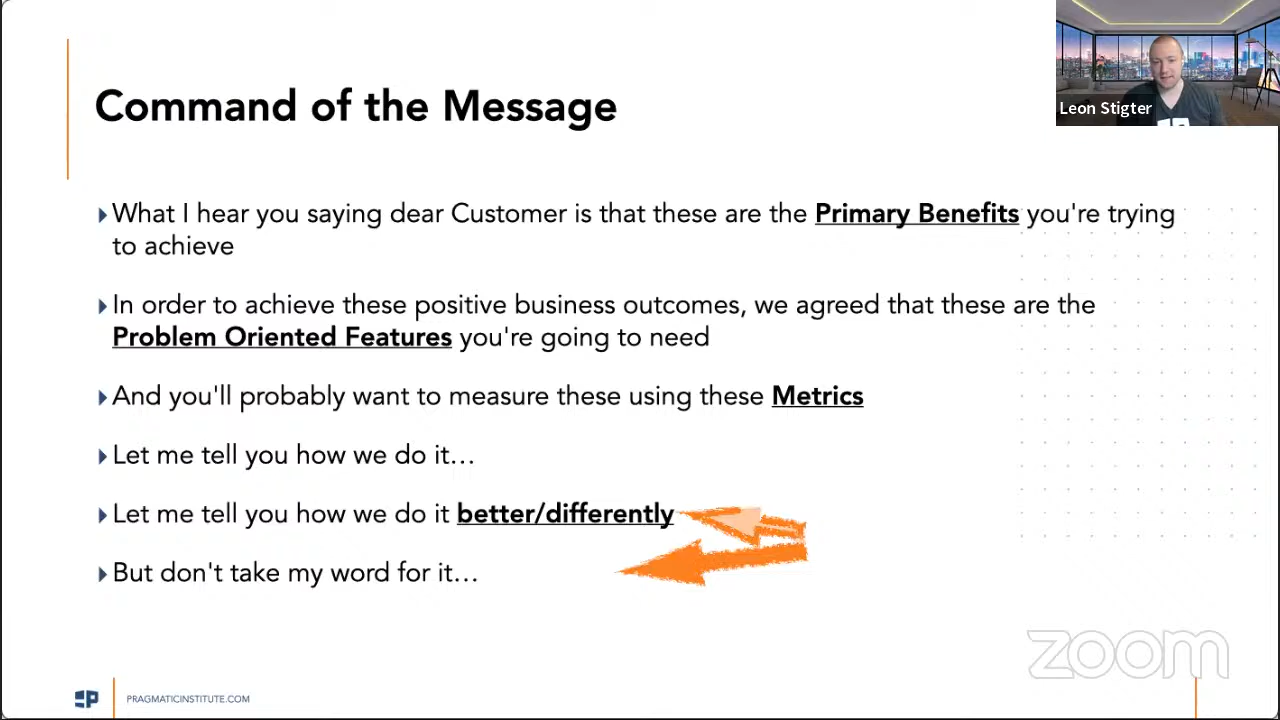 Leon Stigter
Command of the Message
What I hear you saying dear Customer is that these are the Primary Benefits you're trying
to achieve
In order to achieve these positive business outcomes, we agreed that these are the
Problem Oriented Features you're going to need
And you'll probably want to measure these using these Metrics
Let me tell you how we do it…
Let me tell you how we do it better/differently
But don't take my word for it…
zoom
PRAGMATICINSTITUTE.COM